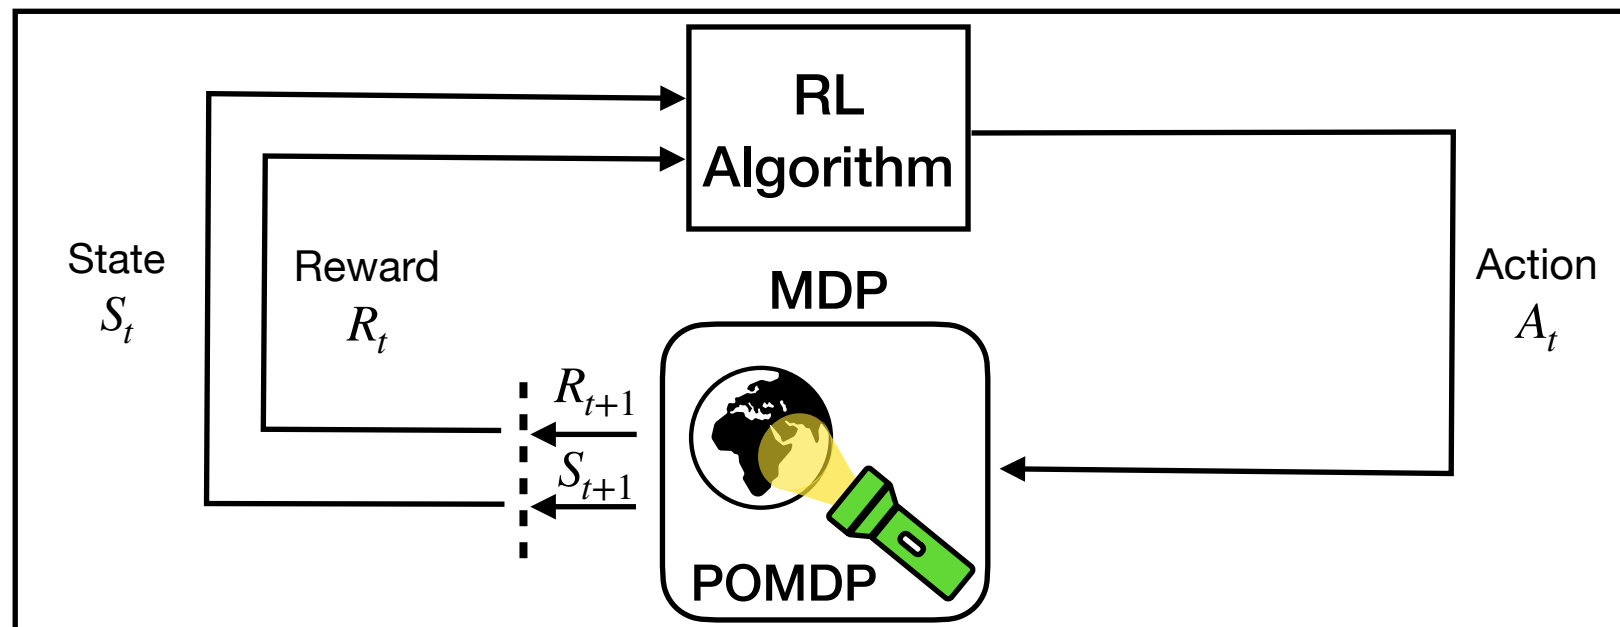 RL
Algorithm
State
S_t
Reward
R_t
MDP
Action
A_t
R_{t+1}
S_{t+1}
POMDP